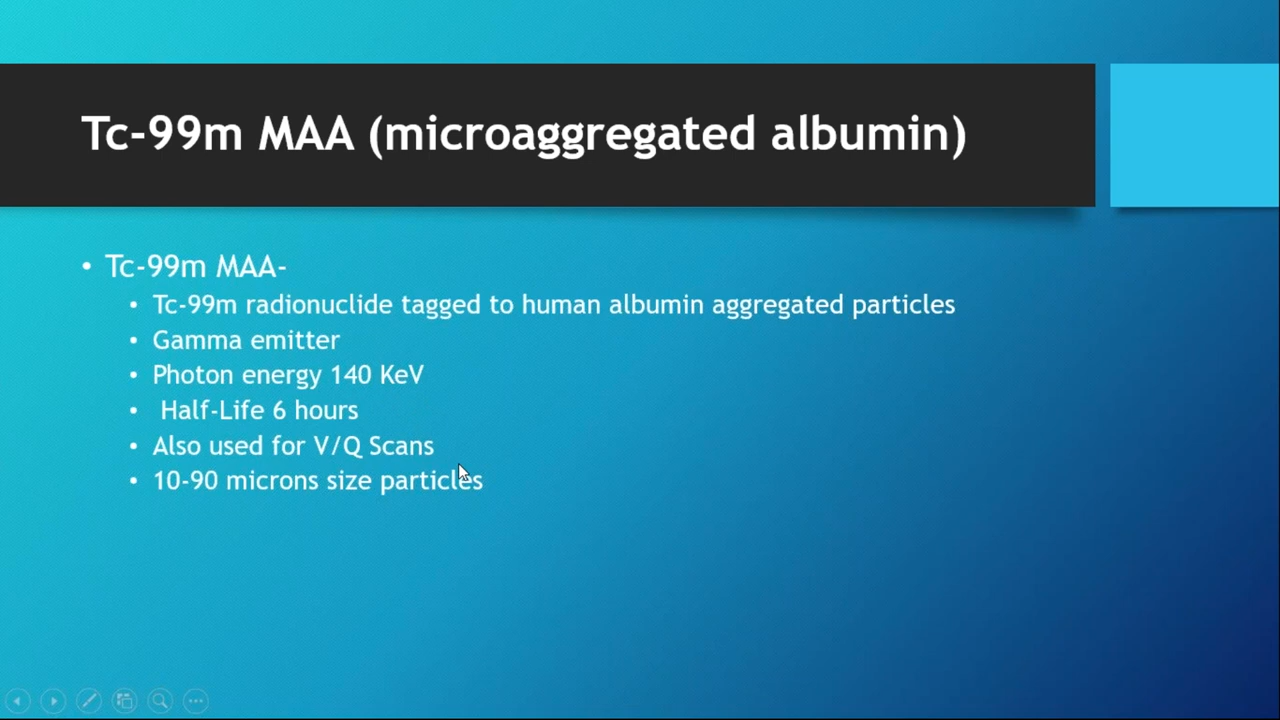 Tc-99m MAA (microaggregated albumin)
• Tc-99m MAA-
• Tc-99m radionuclide tagged to human albumin aggregated particles
• Gamma emitter
• Photon energy 140 KeV
• Half-Life 6 hours
• Also used for V/Q Scans
• 10-90 microns size particles